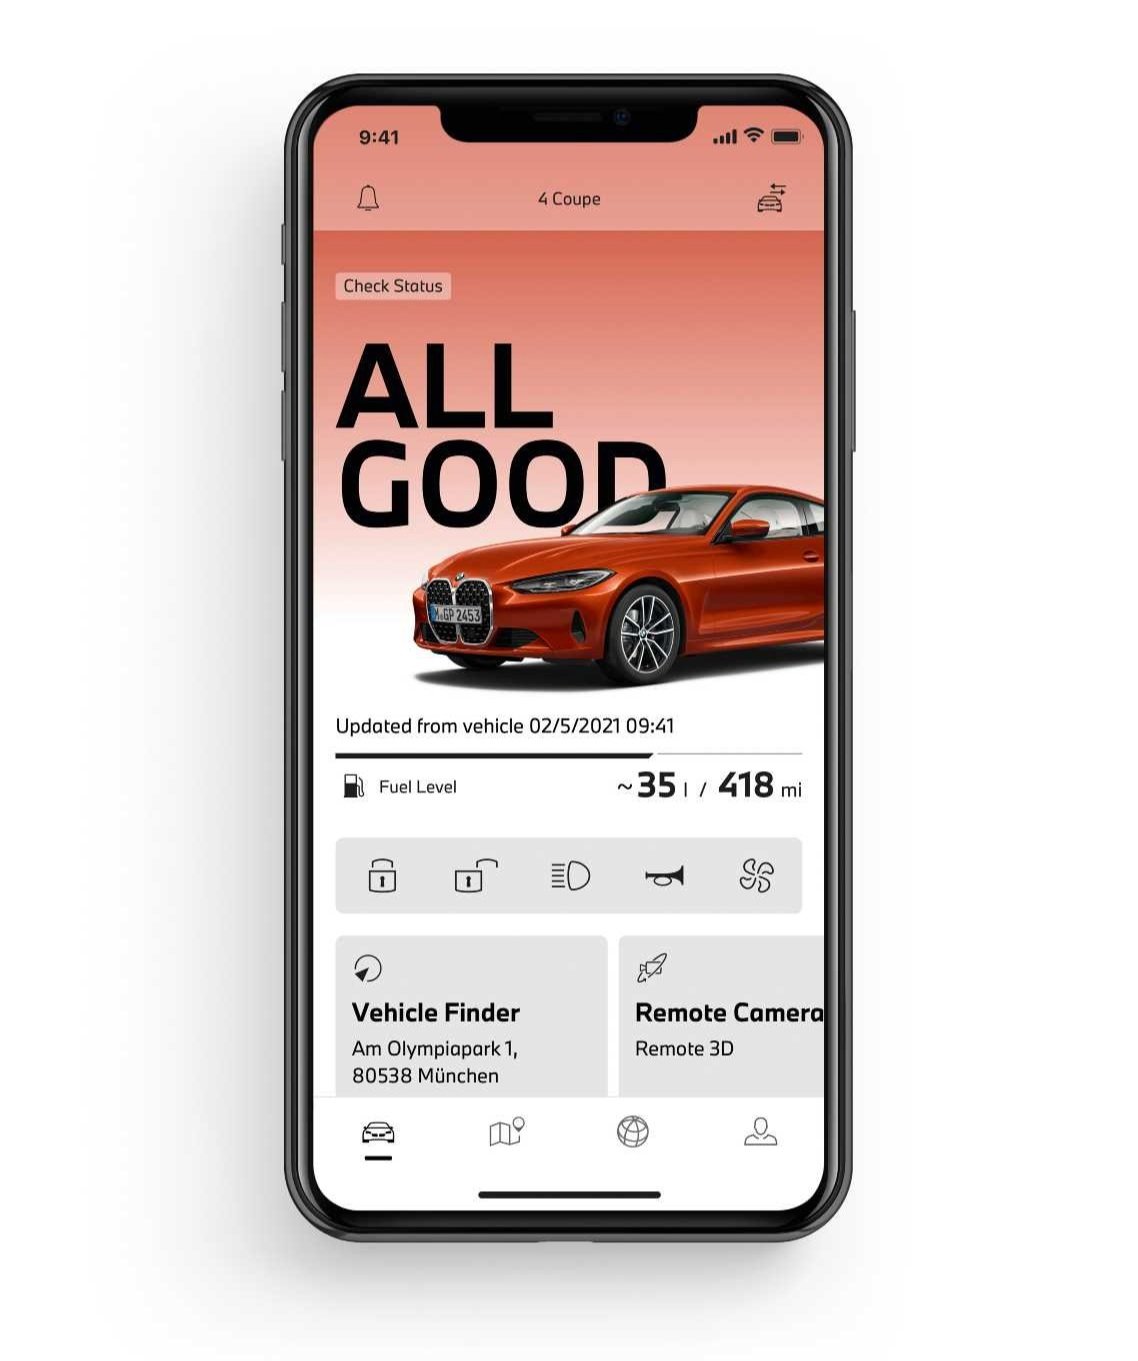 9:41
4 Coupe
Check Status
ALL
GOOD
M GP 2453
Updated from vehicle 02/5/2021 09:41
Fuel Level ~ 35 l / 418 mi
Vehicle Finder
Am Olympiapark 1,
80538 München
Remote Camera
Remote 3D